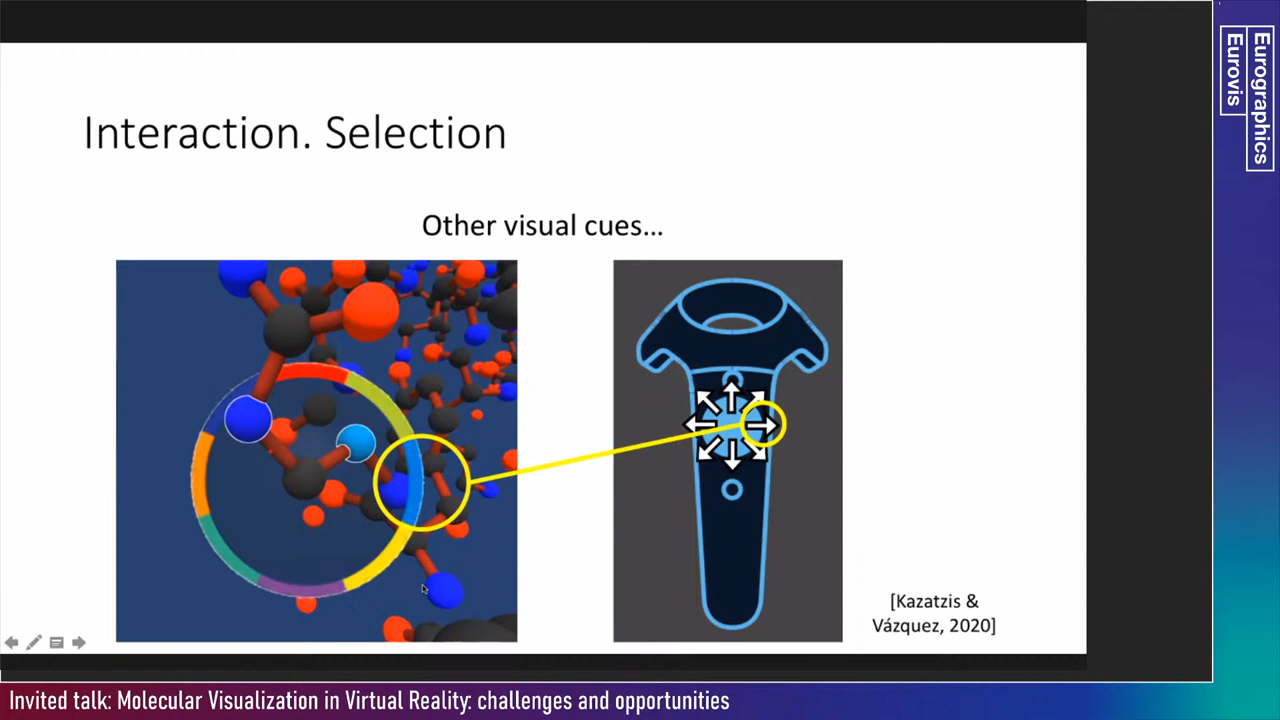 Interaction. Selection
Other visual cues...
[Kazatzis &
Vázquez, 2020]
Eurographics
Eurovis
Invited talk: Molecular Visualization in Virtual Reality: challenges and opportunities